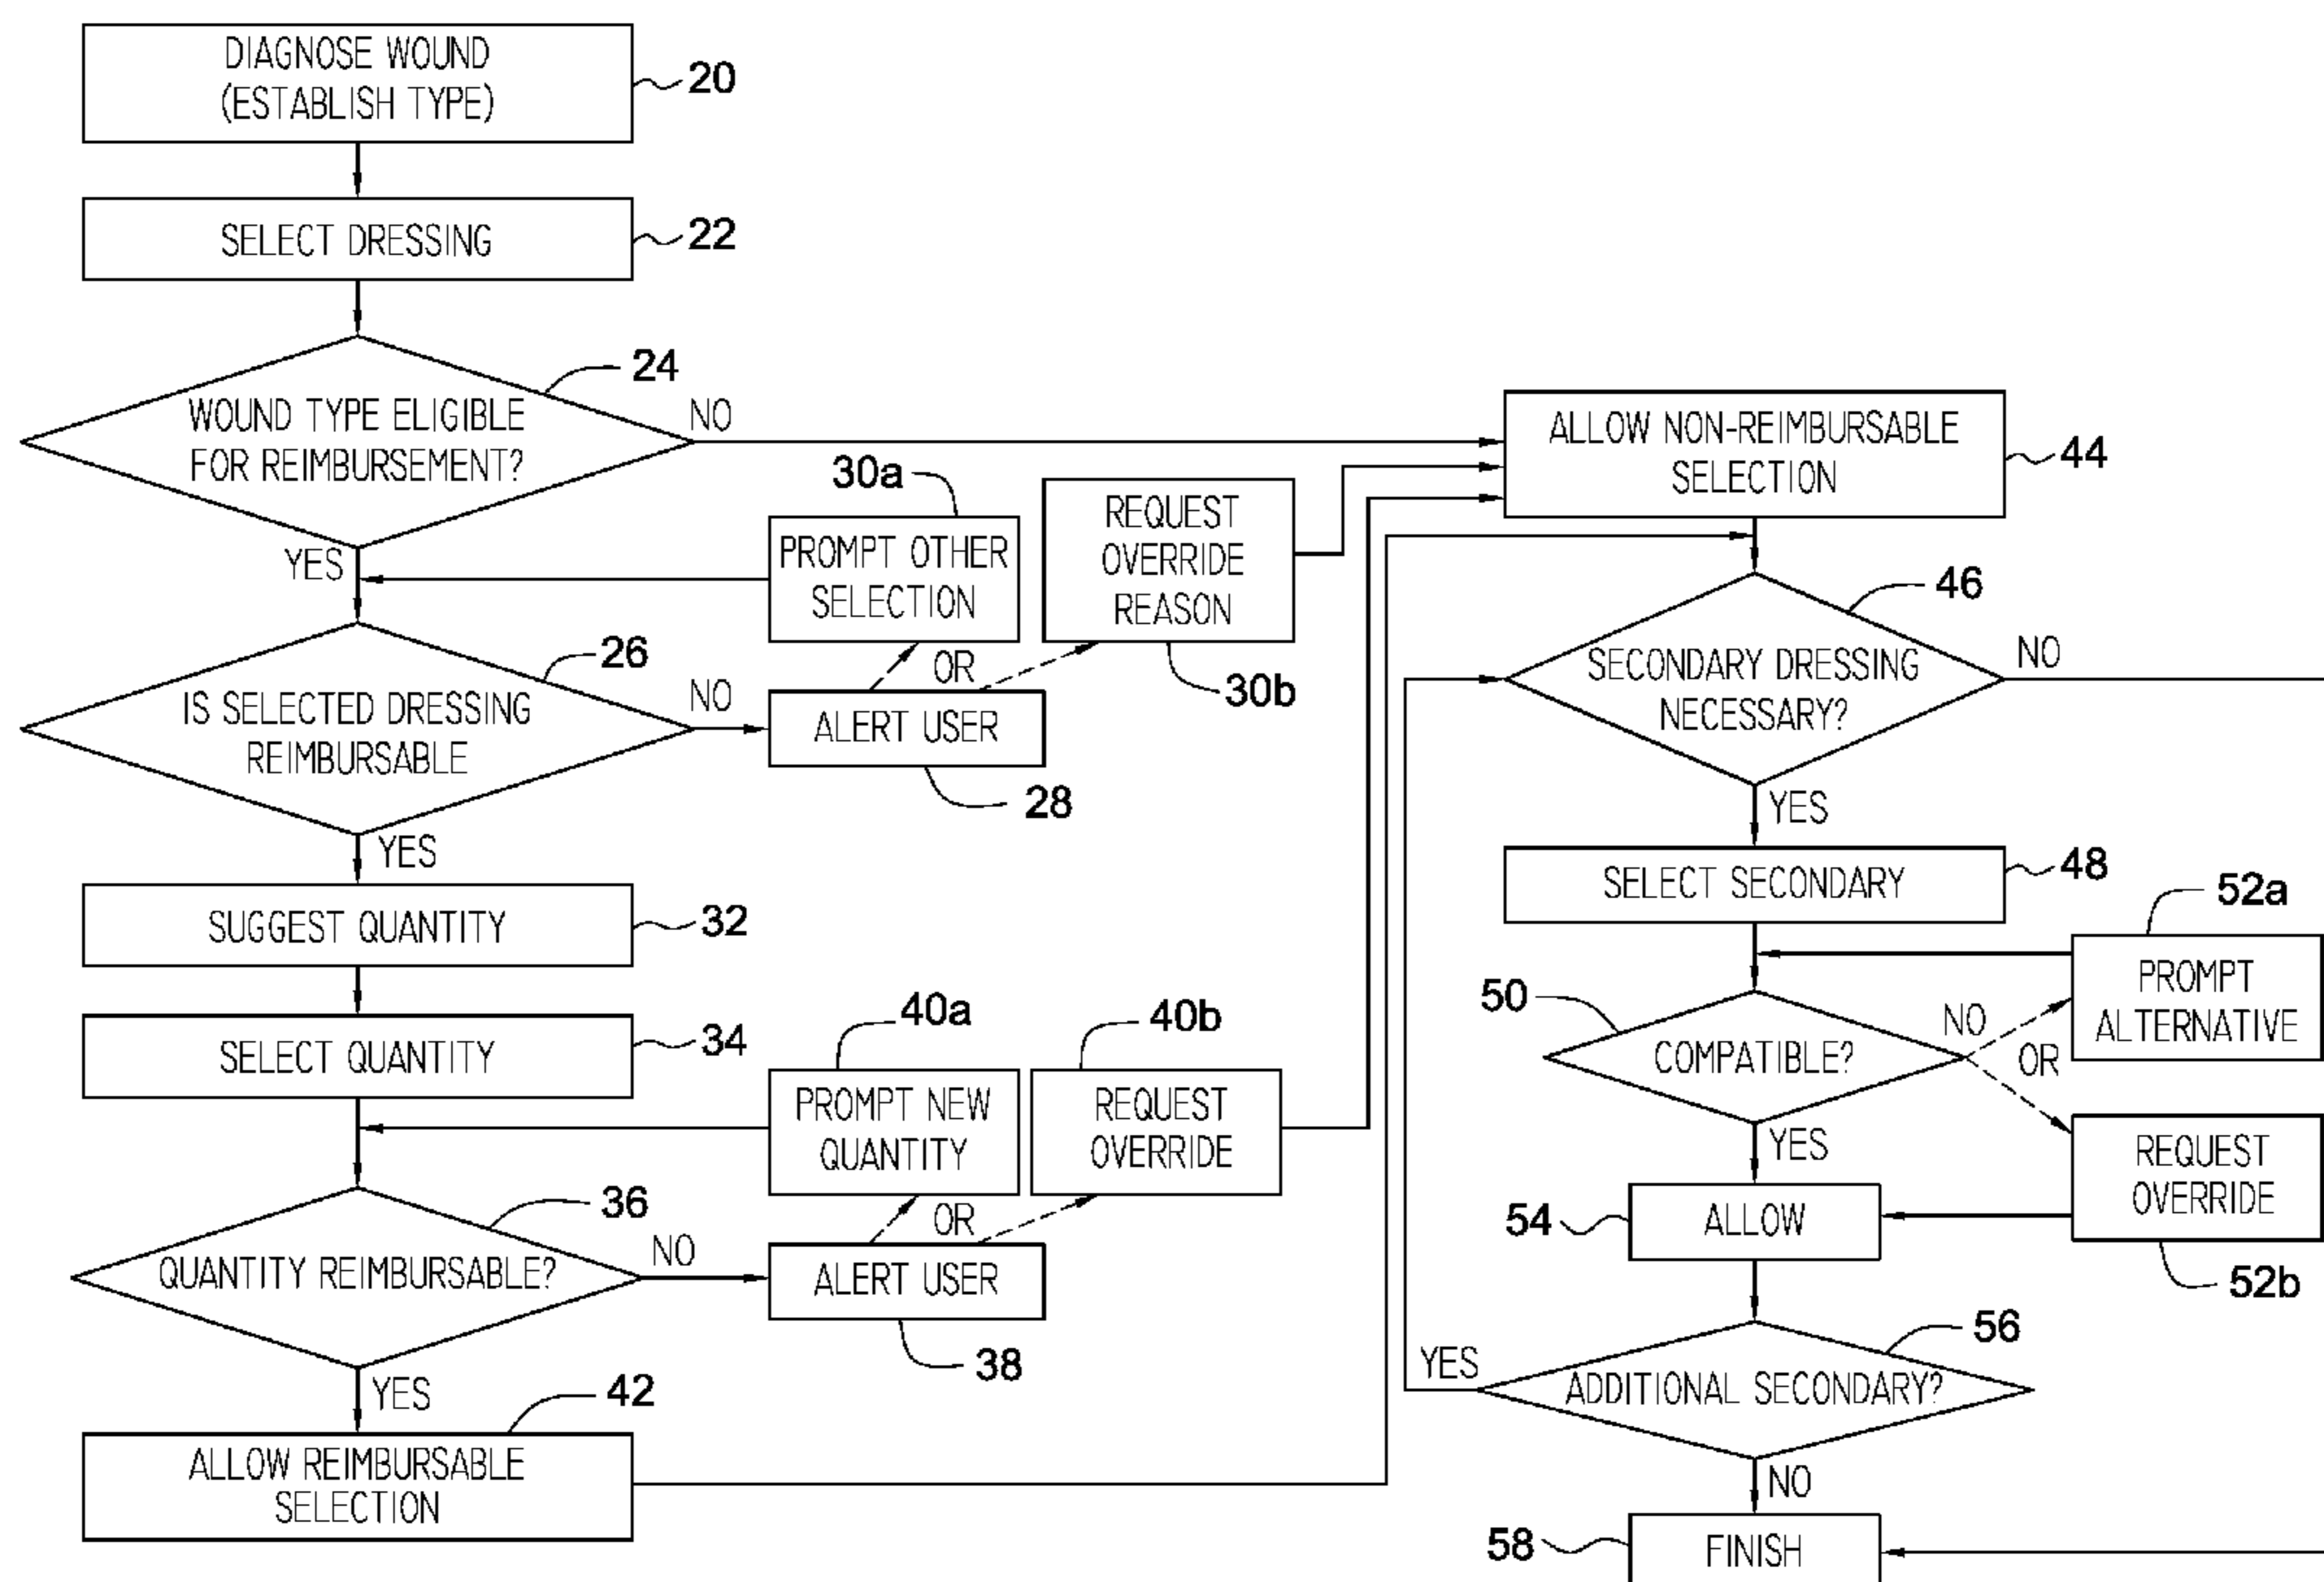 DIAGNOSE WOUND
(ESTABLISH TYPE)
20
SELECT DRESSING
22
24
WOUND TYPE ELIGIBLE
FOR REIMBURSEMENT?
NO
YES
30a
PROMPT OTHER
SELECTION
REQUEST
OVERRIDE
REASON
30b
OR
26
IS SELECTED DRESSING
REIMBURSABLE
NO
ALERT USER
28
YES
SUGGEST QUANTITY
32
SELECT QUANTITY
34
40a
PROMPT NEW
QUANTITY
40b
REQUEST
OVERRIDE
OR
36
QUANTITY REIMBURSABLE?
NO
ALERT USER
38
YES
42
ALLOW REIMBURSABLE
SELECTION
ALLOW NON-REIMBURSABLE
SELECTION
44
46
SECONDARY DRESSING
NECESSARY?
NO
YES
SELECT SECONDARY
48
52a
PROMPT
ALTERNATIVE
50
COMPATIBLE?
NO
OR
YES
REQUEST
OVERRIDE
52b
54
ALLOW
56
YES
ADDITIONAL SECONDARY?
NO
58
FINISH